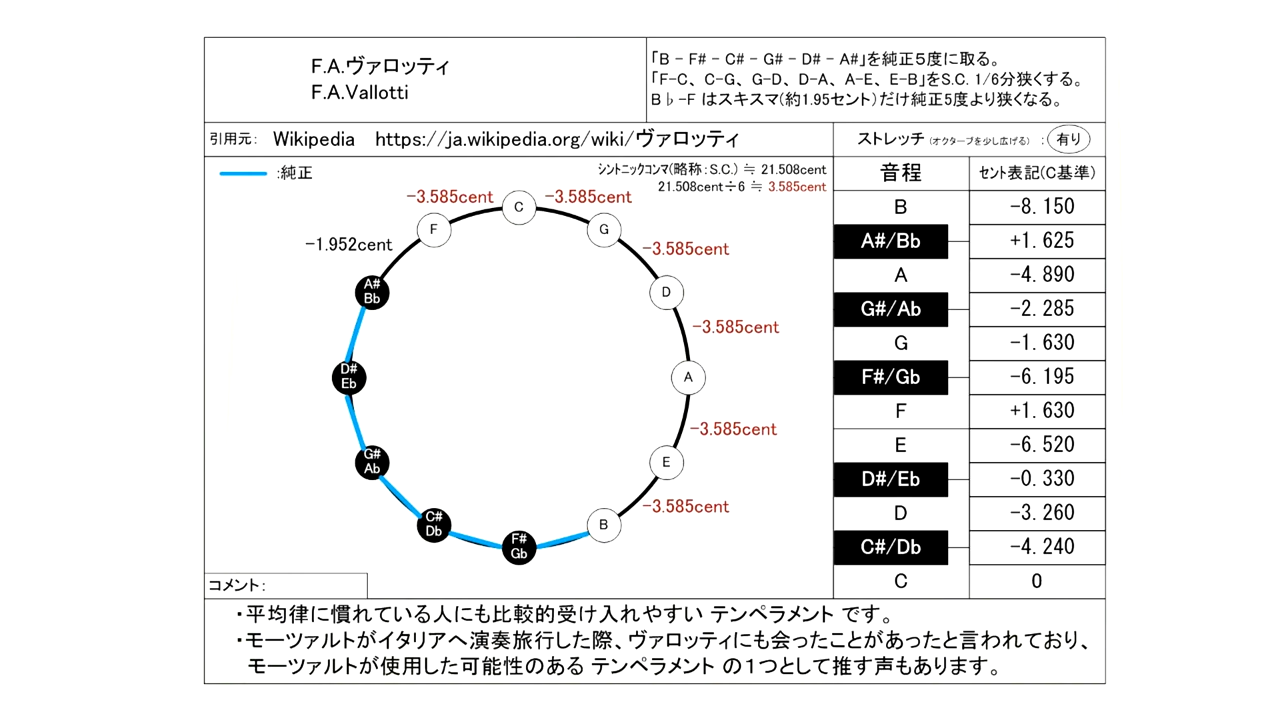 F.A.ヴァロッティ
F.A.Vallotti
「B - F# - C# - G# - D# - A#」を純正5度に取る。
「F-C、C-G、G-D、D-A、A-E、E-B」をS.C. 1/6分狭くする。
B♭-F はスキスマ(約1.95セント)だけ純正5度より狭くなる。
引用元: Wikipedia https://ja.wikipedia.org/wiki/ヴァロッティ
ストレッチ (オクターブを少し広げる) : 有り
:純正
シントニックコンマ(略称:S.C.) ≒ 21.508cent
21.508cent÷6 ≒ 3.585cent
音程 セント表記(C基準)
B -8.150
A#/Bb +1.625
A -4.890
G#/Ab -2.285
G -1.630
F#/Gb -6.195
F +1.630
E -6.520
D#/Eb -0.330
D -3.260
C#/Db -4.240
C 0
-3.585cent
C
-3.585cent
G
-3.585cent
D
-3.585cent
A
-3.585cent
E
-3.585cent
B
F#
Gb
C#
Db
G#
Ab
D#
Eb
A#
Bb
-1.952cent
F
コメント:
・平均律に慣れている人にも比較的受け入れやすい テンペラメント です。
・モーツァルトがイタリアへ演奏旅行した際、ヴァロッティにも会ったことがあったと言われており、
モーツァルトが使用した可能性のある テンペラメント の1つとして推す声もあります。